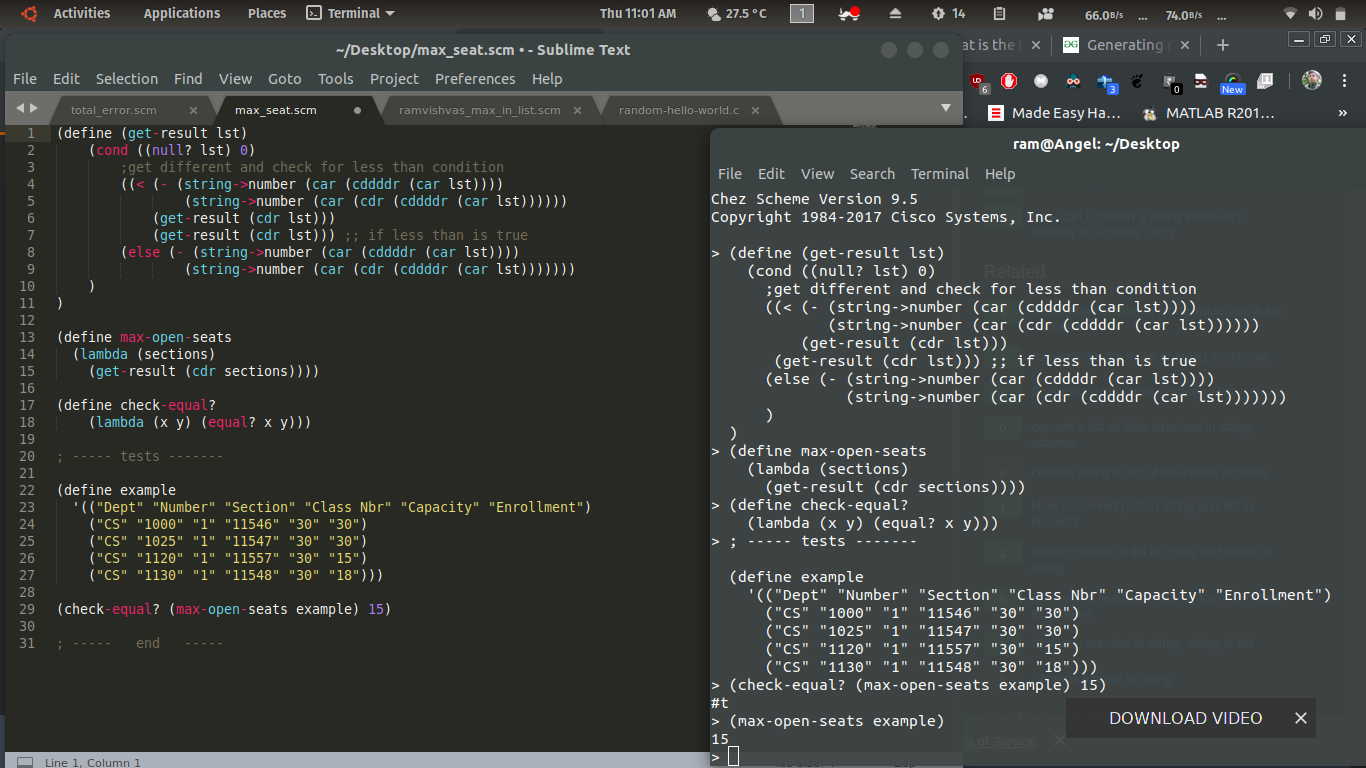 Activities Applications Places Terminal Thu 11:01 AM 27.5 °C 1 14 66.0 B/s ... 74.0 B/s ...
~/Desktop/max_seat.scm • - Sublime Text
File Edit Selection Find View Goto Tools Project Preferences Help
total_error.scm × max_seat.scm ramvishvas_max_in_list.scm × random-hello-world.c ×
1 (define (get-result lst)
2 (cond ((null? lst) 0)
3 ;get different and check for less than condition
4 ((< (- (string->number (car (cddddr (car lst))))
5 (string->number (car (cdr (cddddr (car lst))))))
6 (get-result (cdr lst)))
7 (get-result (cdr lst))) ;; if less than is true
8 (else (- (string->number (car (cddddr (car lst))))
9 (string->number (car (cdr (cddddr (car lst)))))))
10 )
11 )
12
13 (define max-open-seats
14 (lambda (sections)
15 (get-result (cdr sections))))
16
17 (define check-equal?
18 (lambda (x y) (equal? x y)))
19
20 ; ----- tests -------
21
22 (define example
23 '(("Dept" "Number" "Section" "Class Nbr" "Capacity" "Enrollment")
24 ("CS" "1000" "1" "11546" "30" "30")
25 ("CS" "1025" "1" "11547" "30" "30")
26 ("CS" "1120" "1" "11557" "30" "15")
27 ("CS" "1130" "1" "11548" "30" "18")))
28
29 (check-equal? (max-open-seats example) 15)
30
31 ; ----- end -----
Line 1, Column 1
at is the × Generating × +
6 3 0 New
Made Easy Ha... MATLAB R201... »
ram@Angel: ~/Desktop
File Edit View Search Terminal Help
Chez Scheme Version 9.5
Copyright 1984-2017 Cisco Systems, Inc.
> (define (get-result lst)
(cond ((null? lst) 0)
;get different and check for less than condition
((< (- (string->number (car (cddddr (car lst))))
(string->number (car (cdr (cddddr (car lst))))))
(get-result (cdr lst)))
(get-result (cdr lst))) ;; if less than is true
(else (- (string->number (car (cddddr (car lst))))
(string->number (car (cdr (cddddr (car lst)))))))
)
)
> (define max-open-seats
(lambda (sections)
(get-result (cdr sections))))
> (define check-equal?
(lambda (x y) (equal? x y)))
> ; ----- tests -------
(define example
'(("Dept" "Number" "Section" "Class Nbr" "Capacity" "Enrollment")
("CS" "1000" "1" "11546" "30" "30")
("CS" "1025" "1" "11547" "30" "30")
("CS" "1120" "1" "11557" "30" "15")
("CS" "1130" "1" "11548" "30" "18")))
> (check-equal? (max-open-seats example) 15)
#t
> (max-open-seats example)
15
>
Related
DOWNLOAD VIDEO ×
of Service